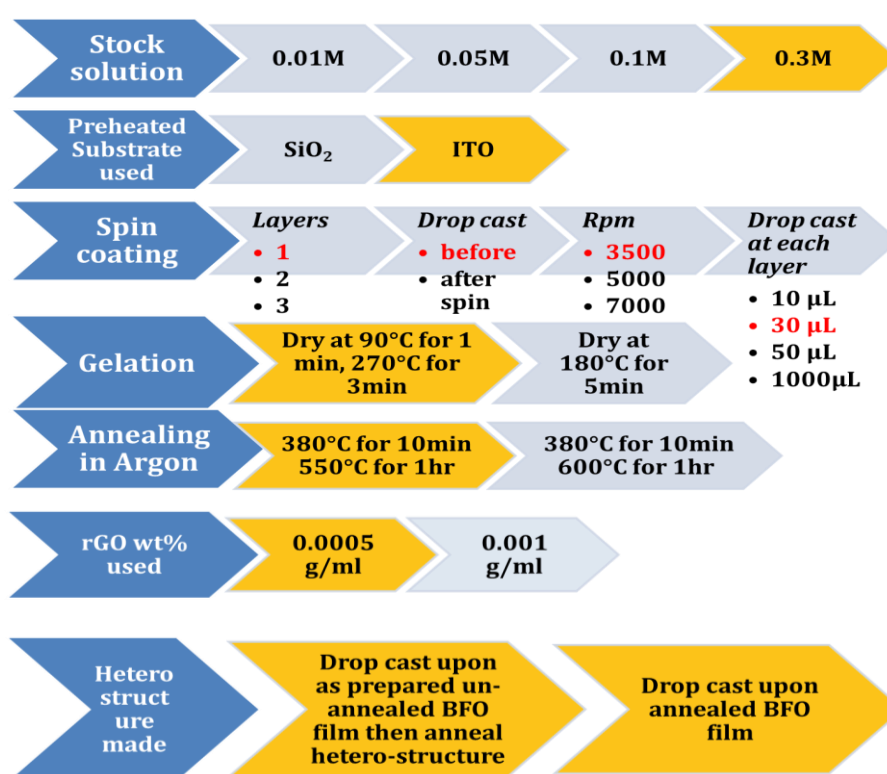 Stock
solution
0.01M
0.05M
0.1M
0.3M
Preheated
Substrate
used
SiO₂
ITO
Spin
coating
Layers
• 1
• 2
• 3
Drop cast
• before
• after
spin
Rpm
• 3500
• 5000
• 7000
Drop cast
at each
layer
• 10 µL
• 30 µL
• 50 µL
• 1000µL
Gelation
Dry at 90°C for 1
min, 270°C for
3min
Dry at
180°C for
5min
Annealing
in Argon
380°C for 10min
550°C for 1hr
380°C for 10min
600°C for 1hr
rGO wt%
used
0.0005
g/ml
0.001
g/ml
Hetero
struct
ure
made
Drop cast upon
as prepared un-
annealed BFO
film then anneal
hetero-structure
Drop cast upon
annealed BFO
film